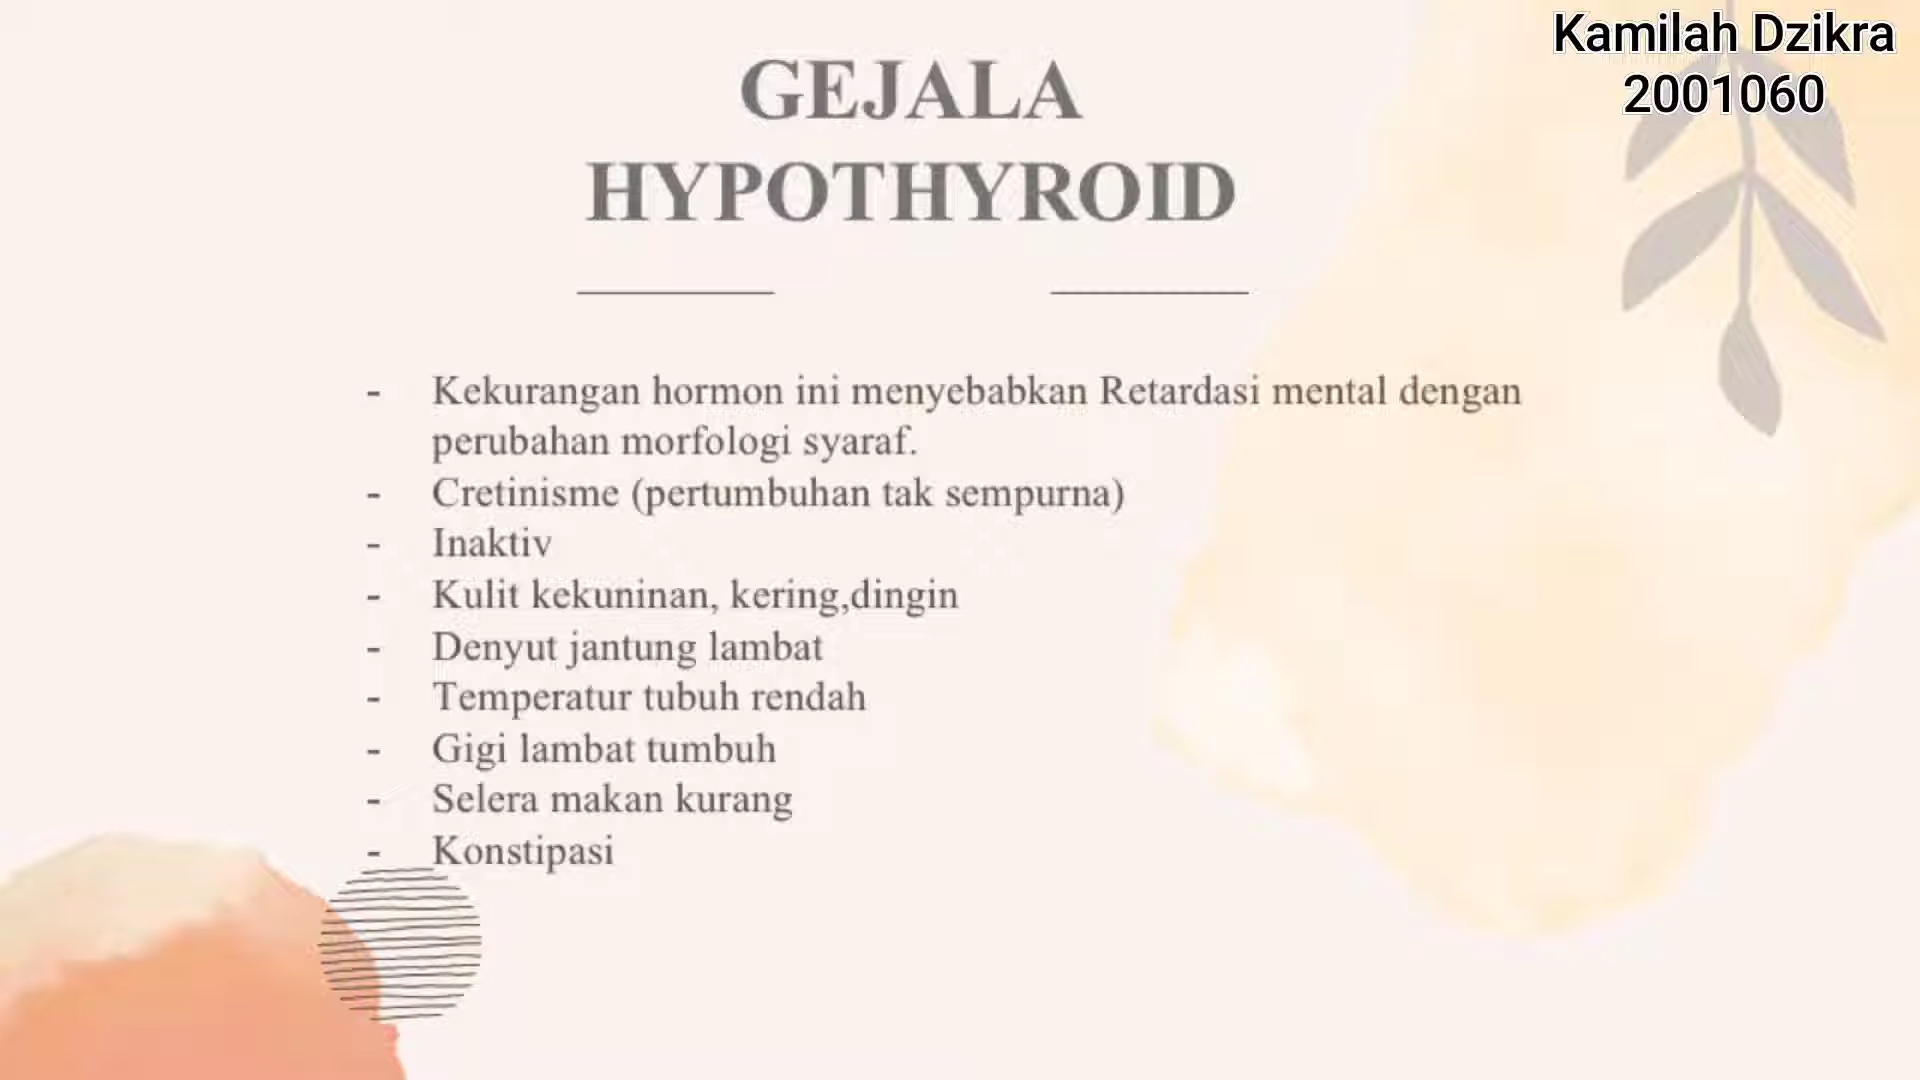 Kamilah Dzikra
2001060
GEJALA
HYPOTHYROID
- Kekurangan hormon ini menyebabkan Retardasi mental dengan
perubahan morfologi syaraf.
- Cretinisme (pertumbuhan tak sempurna)
- Inaktiv
- Kulit kekuninan, kering,dingin
- Denyut jantung lambat
- Temperatur tubuh rendah
- Gigi lambat tumbuh
- Selera makan kurang
- Konstipasi